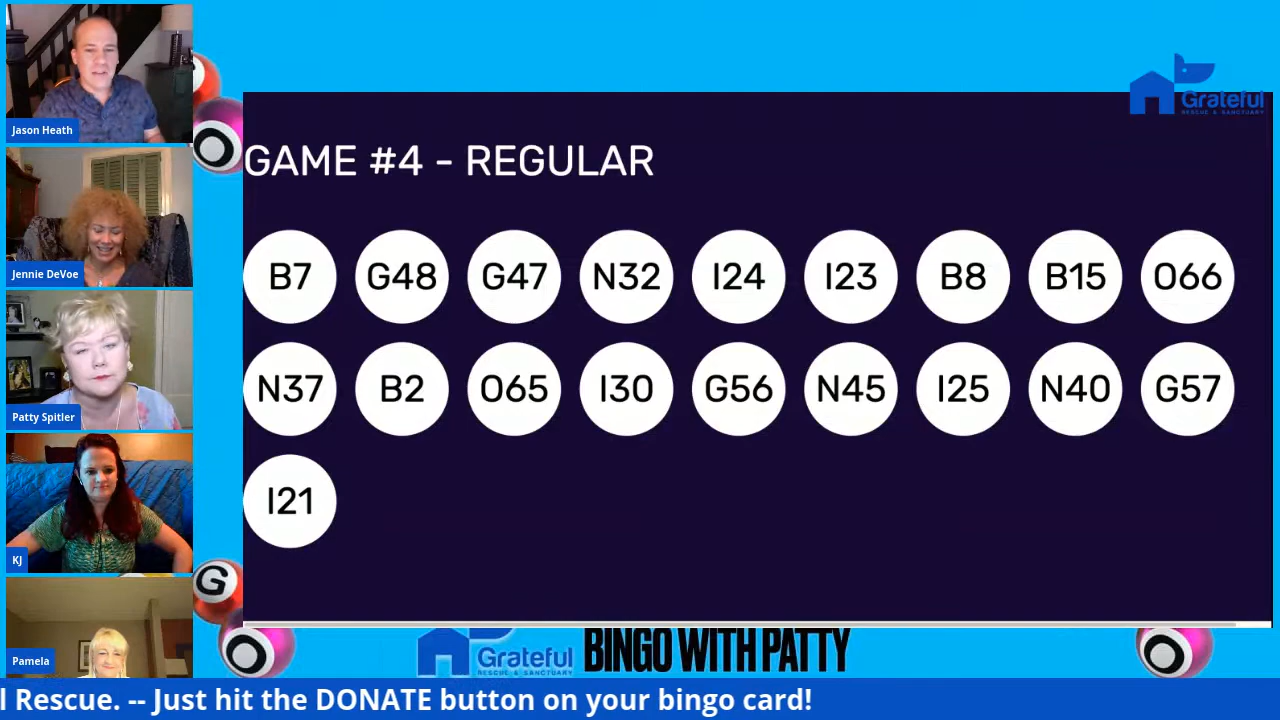 Jason Heath
Jennie DeVoe
Patty Spitler
KJ
Pamela
Grateful
RESCUE & SANCTUARY
GAME #4 - REGULAR
B7 G48 G47 N32 I24 I23 B8 B15 O66
N37 B2 O65 I30 G56 N45 I25 N40 G57
I21
O
G
O
Grateful
RESCUE & SANCTUARY
BINGO WITH PATTY
O
l Rescue. -- Just hit the DONATE button on your bingo card!